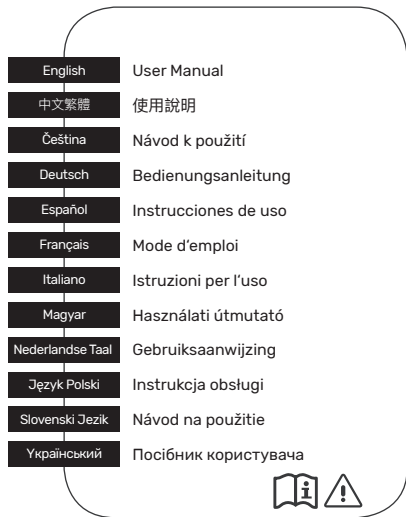 English User Manual
中文繁體 使用說明
Čeština Návod k použití
Deutsch Bedienungsanleitung
Español Instrucciones de uso
Français Mode d’emploi
Italiano Istruzioni per l’uso
Magyar Használati útmutató
Nederlandse Taal Gebruiksaanwijzing
Język Polski Instrukcja obsługi
Slovenski Jezik Návod na použitie
Український Посібник користувача